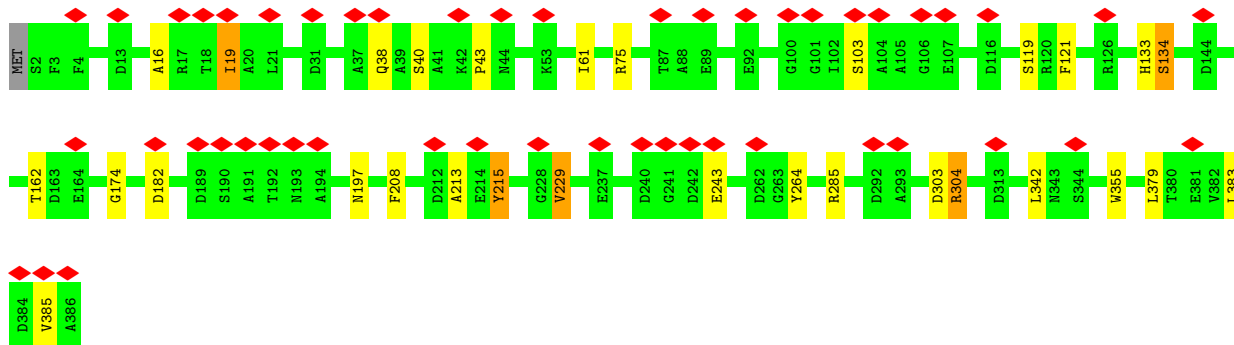 MET S2 F3 F4 D13 A16 R17 T18 I19 A20 L21 D31 A37 Q38 A39 S40 A41 K42 P43 N44 K53 I61 R75 T87 A88 E89 E92 G100 G101 I102 S103 A104 A105 G106 E107 D116 S119 R120 F121 R126 H133 S134 D144
T162 D163 E164 G174 D182 D189 S190 A191 T192 N193 A194 N197 F208 D212 A213 E214 Y215 G228 V229 E237 D240 G241 D242 E243 D262 G263 Y264 R285 D292 A293 D303 R304 D313 L342 N343 S344 W355 L379 T380 E381 V382 L383
D384 V385 A386